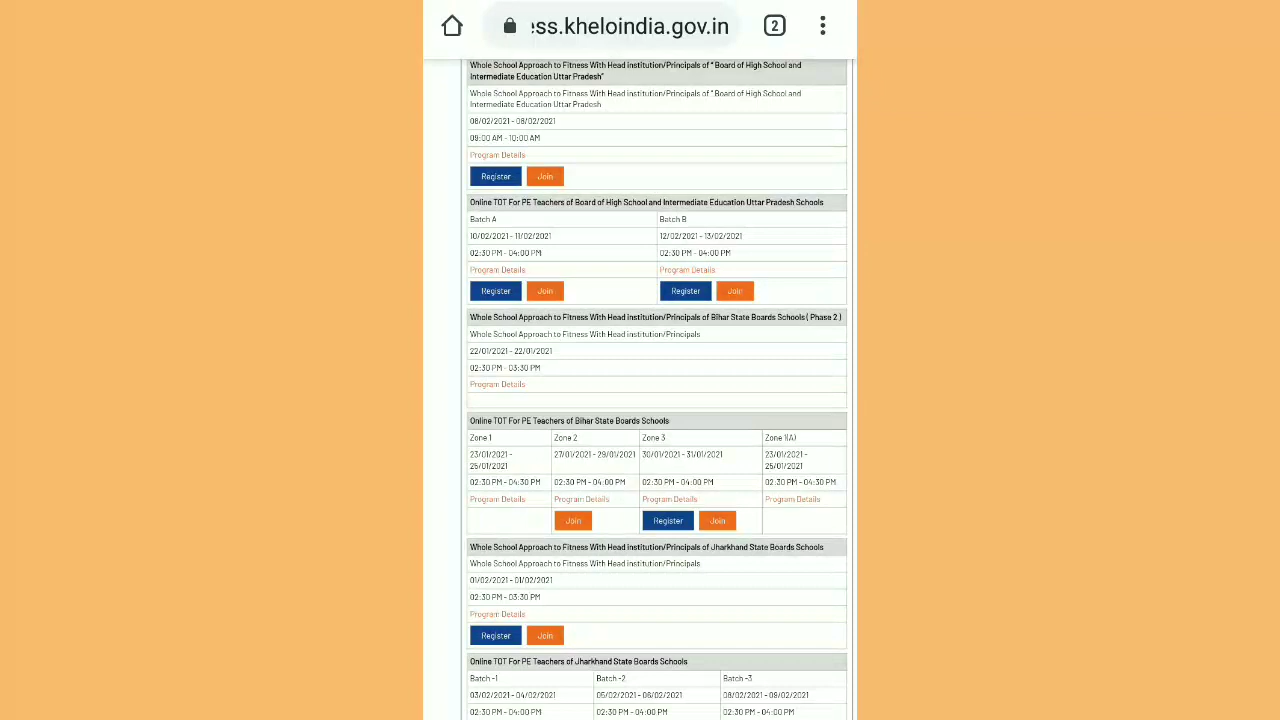 ess.kheloindia.gov.in
2
Whole School Approach to Fitness With Head institution/Principals of " Board of High School and
Intermediate Education Uttar Pradesh"
Whole School Approach to Fitness With Head institution/Principals of " Board of High School and
Intermediate Education Uttar Pradesh
08/02/2021 - 08/02/2021
09:00 AM - 10:00 AM
Program Details
Register Join
Online TOT For PE Teachers of Board of High School and Intermediate Education Uttar Pradesh Schools
Batch A Batch B
10/02/2021 - 11/02/2021 12/02/2021 - 13/02/2021
02:30 PM - 04:00 PM 02:30 PM - 04:00 PM
Program Details Program Details
Register Join Register Join
Whole School Approach to Fitness With Head institution/Principals of Bihar State Boards Schools ( Phase 2 )
Whole School Approach to Fitness With Head institution/Principals
22/01/2021 - 22/01/2021
02:30 PM - 03:30 PM
Program Details
Online TOT For PE Teachers of Bihar State Boards Schools
Zone 1 Zone 2 Zone 3 Zone 1(A)
23/01/2021 - 27/01/2021 - 29/01/2021 30/01/2021 - 31/01/2021 23/01/2021 -
25/01/2021 25/01/2021
02:30 PM - 04:30 PM 02:30 PM - 04:00 PM 02:30 PM - 04:00 PM 02:30 PM - 04:30 PM
Program Details Program Details Program Details Program Details
Join Register Join
Whole School Approach to Fitness With Head institution/Principals of Jharkhand State Boards Schools
Whole School Approach to Fitness With Head institution/Principals
01/02/2021 - 01/02/2021
02:30 PM - 03:30 PM
Program Details
Register Join
Online TOT For PE Teachers of Jharkhand State Boards Schools
Batch -1 Batch -2 Batch -3
03/02/2021 - 04/02/2021 05/02/2021 - 06/02/2021 08/02/2021 - 09/02/2021
02:30 PM - 04:00 PM 02:30 PM - 04:00 PM 02:30 PM - 04:00 PM